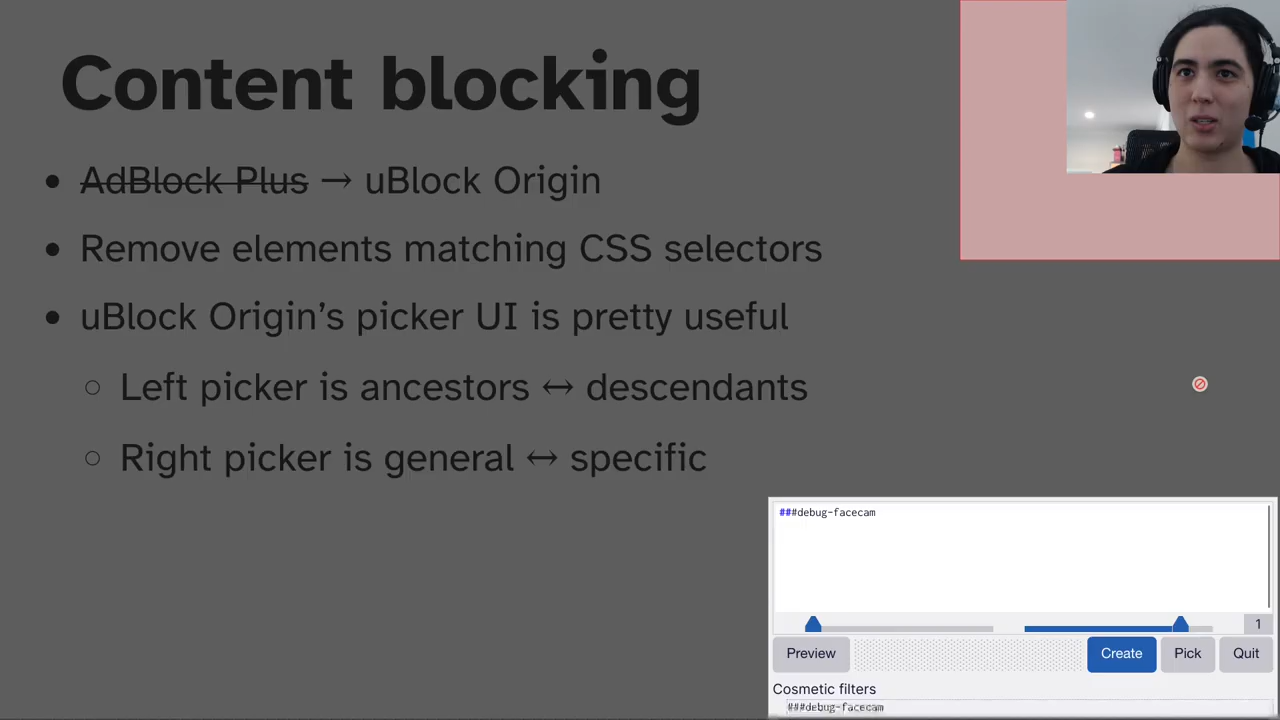 Content blocking
AdBlock Plus → uBlock Origin
Remove elements matching CSS selectors
uBlock Origin’s picker UI is pretty useful
Left picker is ancestors ↔ descendants
Right picker is general ↔ specific
###debug-facecam
1
Preview
Create
Pick
Quit
Cosmetic filters
###debug-facecam